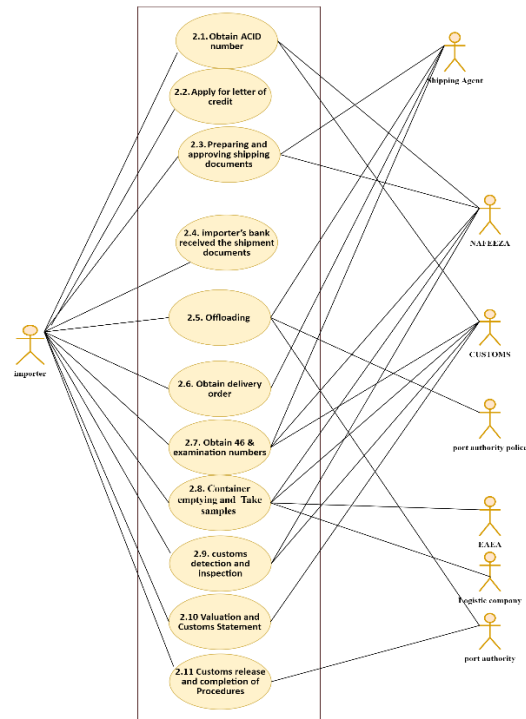 2.1. Obtain ACID
number
2.2. Apply for letter of
credit
2.3. Preparing and
approving shipping
documents
2.4. importer's bank
received the shipment
documents
2.5. Offloading
2.6. Obtain delivery
order
2.7. Obtain 46 &
examination numbers
2.8. Container
emptying and Take
samples
2.9. customs
detection and
inspection
2.10 Valuation and
Customs Statement
2.11 Customs release
and completion of
Procedures
importer
Shipping Agent
NAFEEZA
CUSTOMS
port authority police
EAEA
Logistic company
port authority